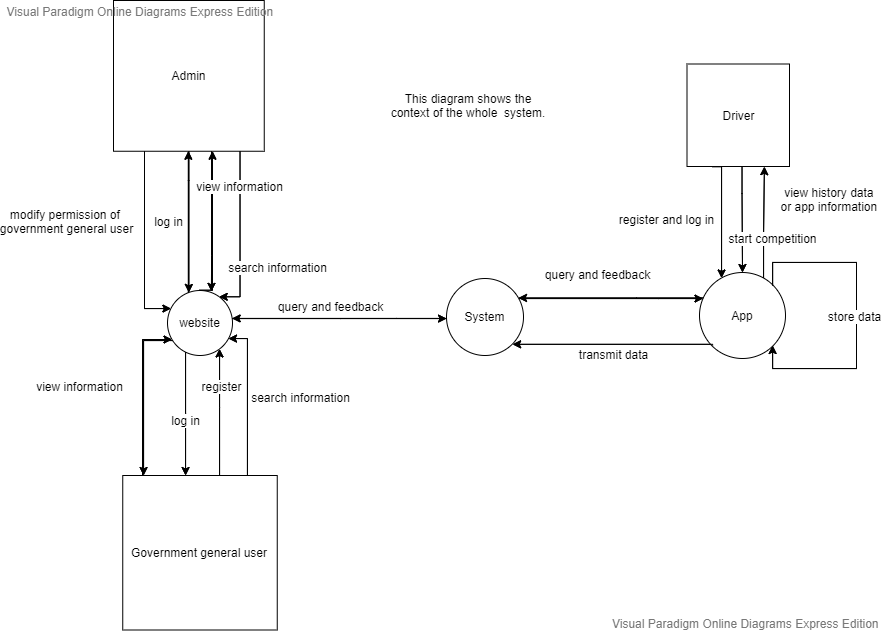 Visual Paradigm Online Diagrams Express Edition
Admin
This diagram shows the
context of the whole system.
Driver
view information
view history data
or app information
modify permission of
government general user
log in
register and log in
start competition
search information
query and feedback
query and feedback
website
System
App
store data
transmit data
view information
register
search information
log in
Government general user
Visual Paradigm Online Diagrams Express Edition